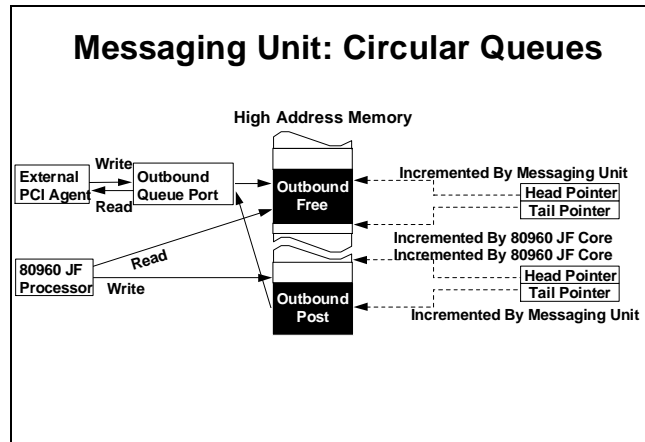 Messaging Unit: Circular Queues
High Address Memory
External
PCI Agent
Write
Read
Outbound
Queue Port
Outbound
Free
Incremented By Messaging Unit
Head Pointer
Tail Pointer
Incremented By 80960 JF Core
80960 JF
Processor
Read
Write
Outbound
Post
Incremented By 80960 JF Core
Head Pointer
Tail Pointer
Incremented By Messaging Unit